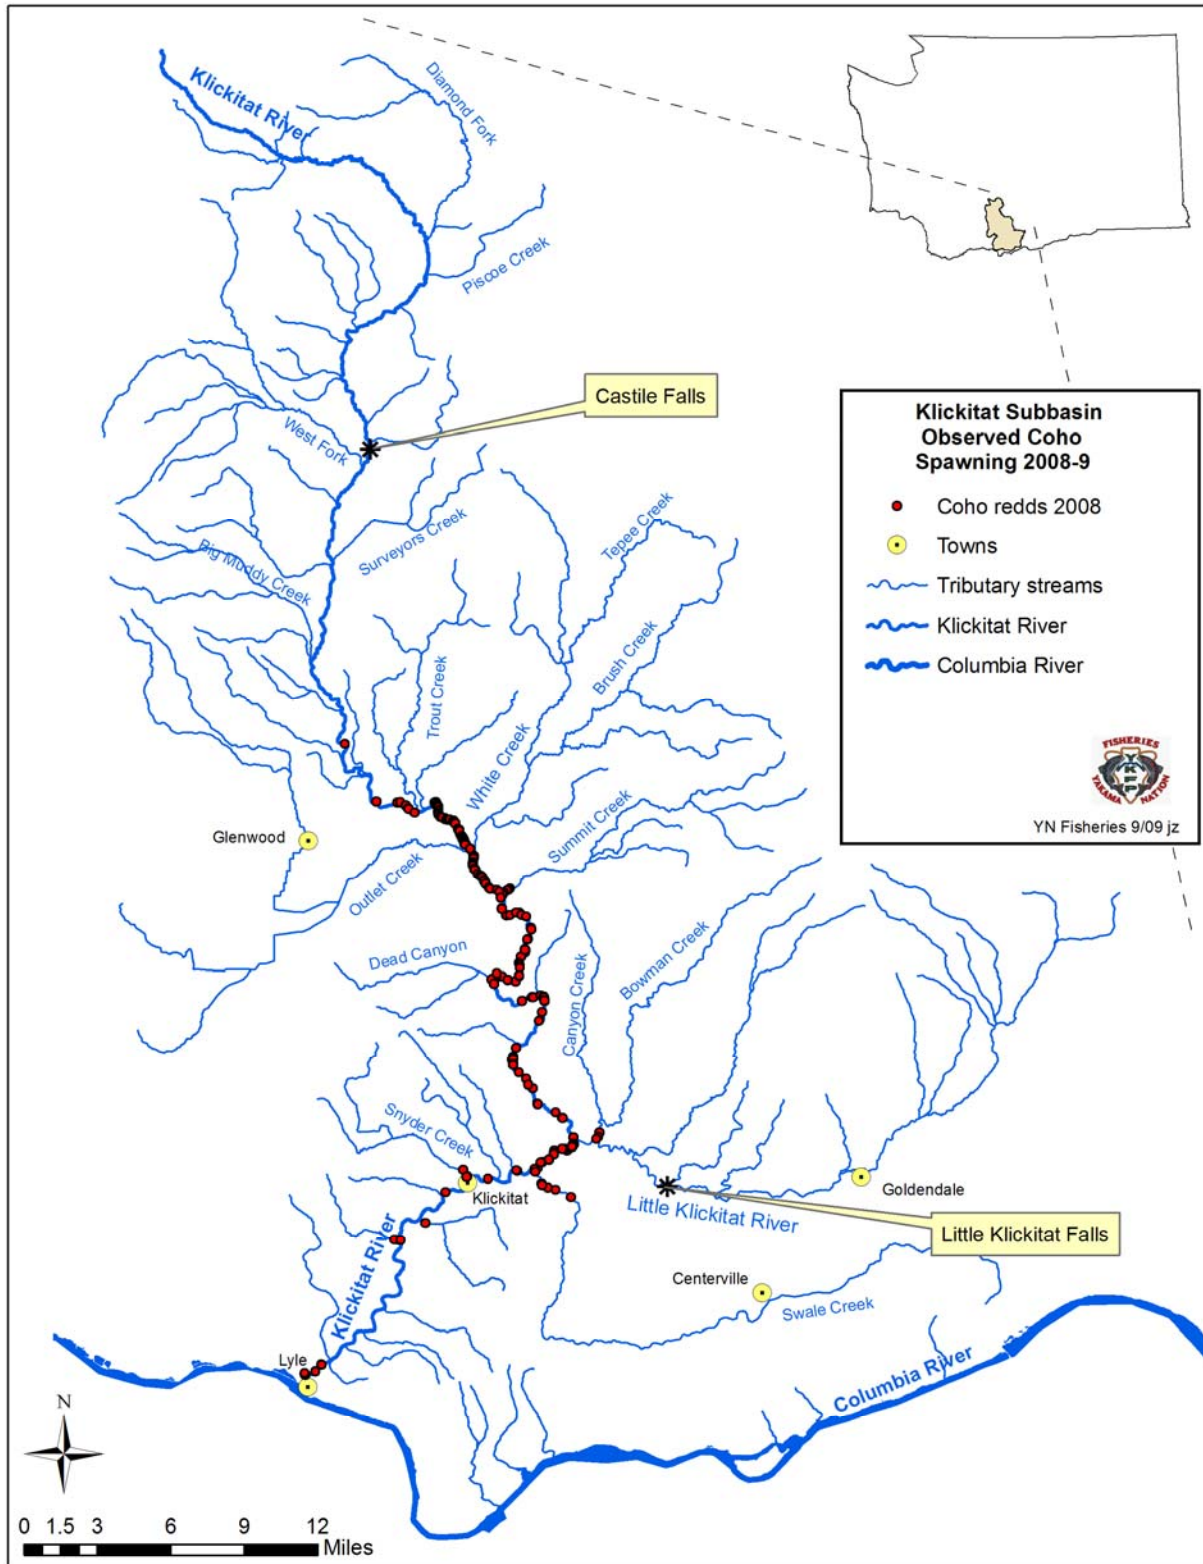 Klickitat River
Diamond Fork
Piscoe Creek
Castile Falls
West Fork
Surveyors Creek
Big Muddy Creek
Tepee Creek
Brush Creek
Trout Creek
White Creek
Klickitat Subbasin
Observed Coho
Spawning 2008-9
Coho redds 2008
Towns
Tributary streams
Klickitat River
Columbia River
FISHERIES
YKFP
YAKAMA NATION
YN Fisheries 9/09 jz
Glenwood
Summit Creek
Outlet Creek
Dead Canyon
Canyon Creek
Bowman Creek
Snyder Creek
Klickitat
Goldendale
Little Klickitat River
Little Klickitat Falls
Klickitat River
Centerville
Swale Creek
Lyle
Columbia River
N
0 1.5 3 6 9 12
Miles